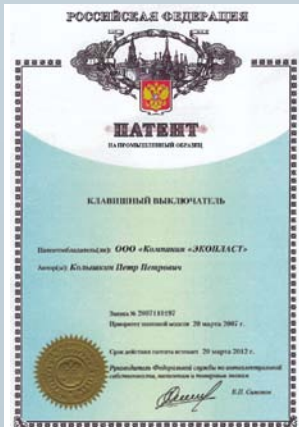 РОССИЙСКАЯ ФЕДЕРАЦИЯ
ПАТЕНТ
НА ПРОМЫШЛЕННЫЙ ОБРАЗЕЦ
КЛАВИШНЫЙ ВЫКЛЮЧАТЕЛЬ
Патентообладатель(ли): ООО «Компания «ЭКОПЛАСТ»
Автор(ы): Колышкин Петр Петрович
Заявка №
Приоритет полезной модели 20 марта 2007 г.
Срок действия патента истекает 20 марта 2012 г.
Руководитель Федеральной службы по интеллектуальной
собственности, патентам и товарным знакам
Б.П. Симонов